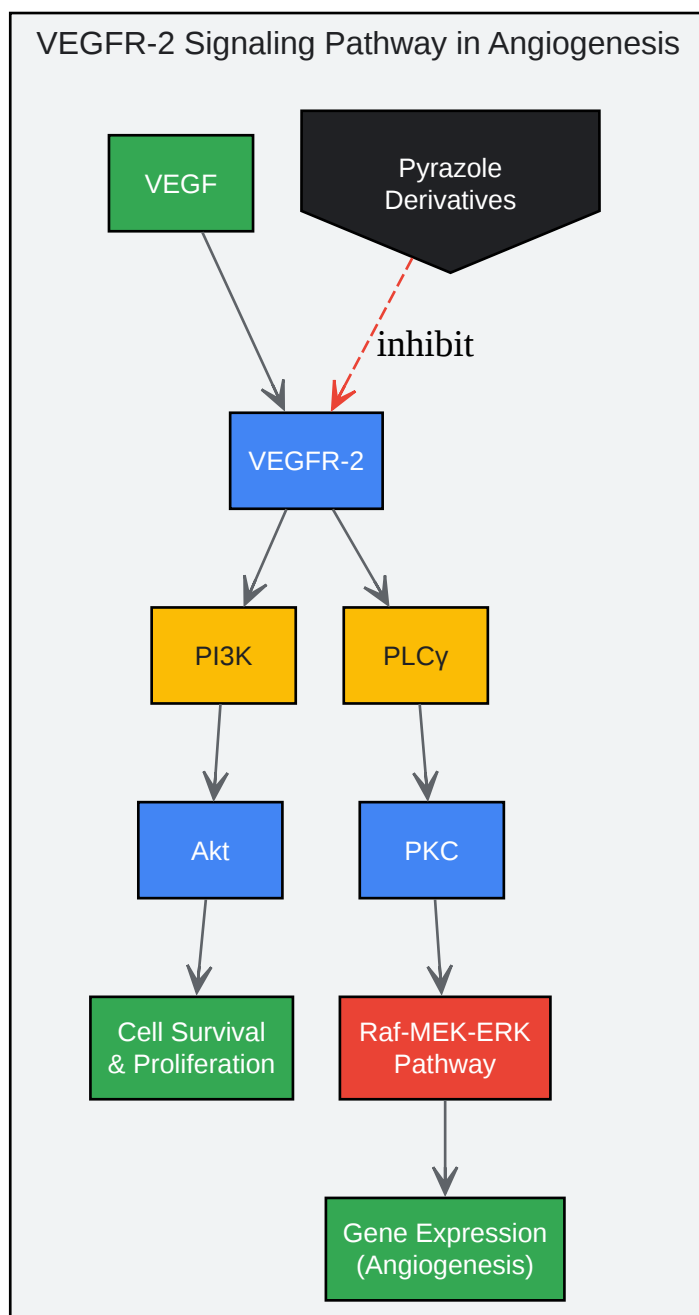 VEGFR-2 Signaling Pathway in Angiogenesis
VEGF
Pyrazole
Derivatives
inhibit
VEGFR-2
PI3K
PLCγ
Akt
PKC
Cell Survival
& Proliferation
Raf-MEK-ERK
Pathway
Gene Expression
(Angiogenesis)